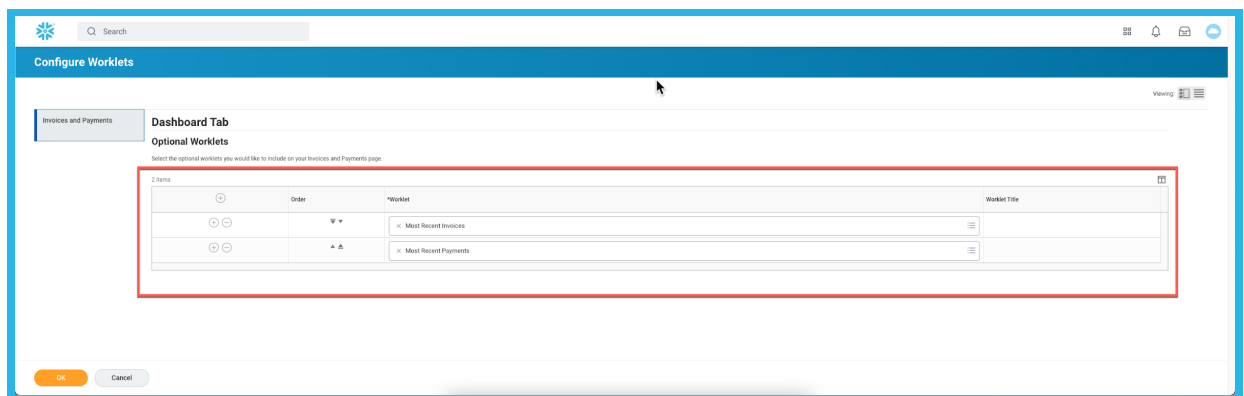 Search
Configure Worklets
Viewing:
Invoices and Payments
Dashboard Tab
Optional Worklets
Select the optional worklets you would like to include on your Invoices and Payments page.
2 items
Order
*Worklet
Worklet Title
× Most Recent Invoices
× Most Recent Payments
OK
Cancel